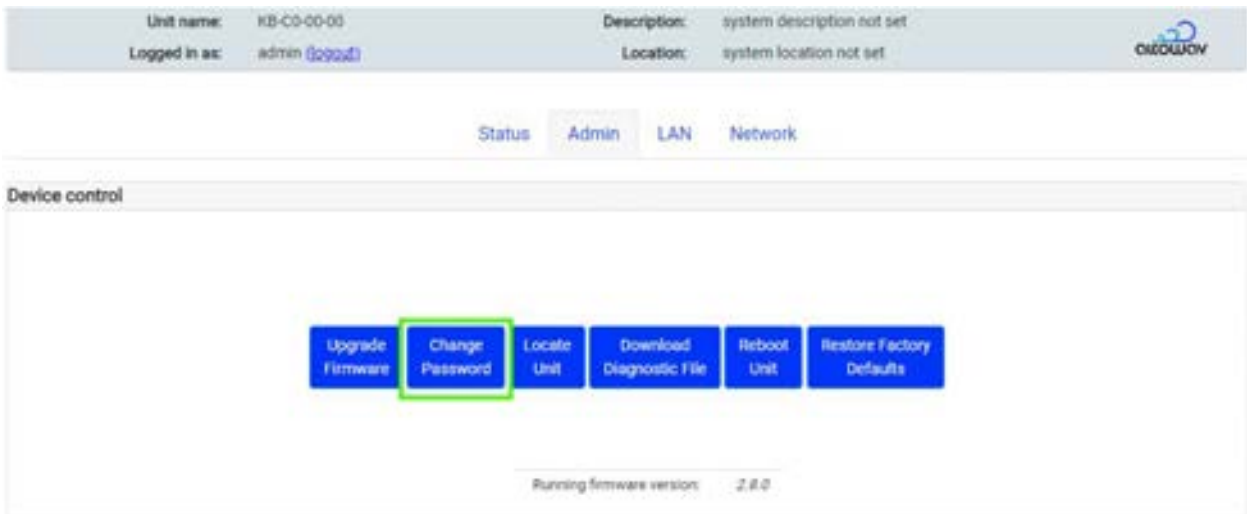 Unit name: KB-C0-00-00 Description: system description not set
Logged in as: admin (logout) Location: system location not set
altowav
Status Admin LAN Network
Device control
Upgrade Firmware
Change Password
Locate Unit
Download Diagnostic File
Reboot Unit
Restore Factory Defaults
Running firmware version: 2.8.0